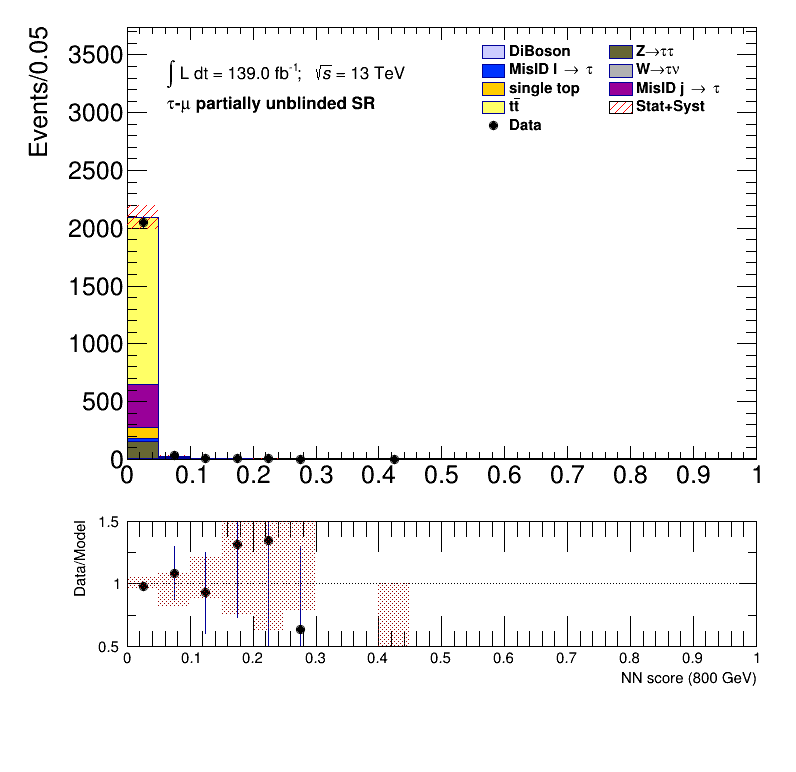 Events/0.05
3500
3000
2500
2000
1500
1000
500
0
∫ L dt = 139.0 fb⁻¹; √s = 13 TeV
τ-μ partially unblinded SR
DiBoson
MisID l → τ
single top
tt̄
Data
Z→ττ
W→τν
MisID j → τ
Stat+Syst
0 0.1 0.2 0.3 0.4 0.5 0.6 0.7 0.8 0.9 1
Data/Model
1.5
1
0.5
0 0.1 0.2 0.3 0.4 0.5 0.6 0.7 0.8 0.9 1
NN score (800 GeV)